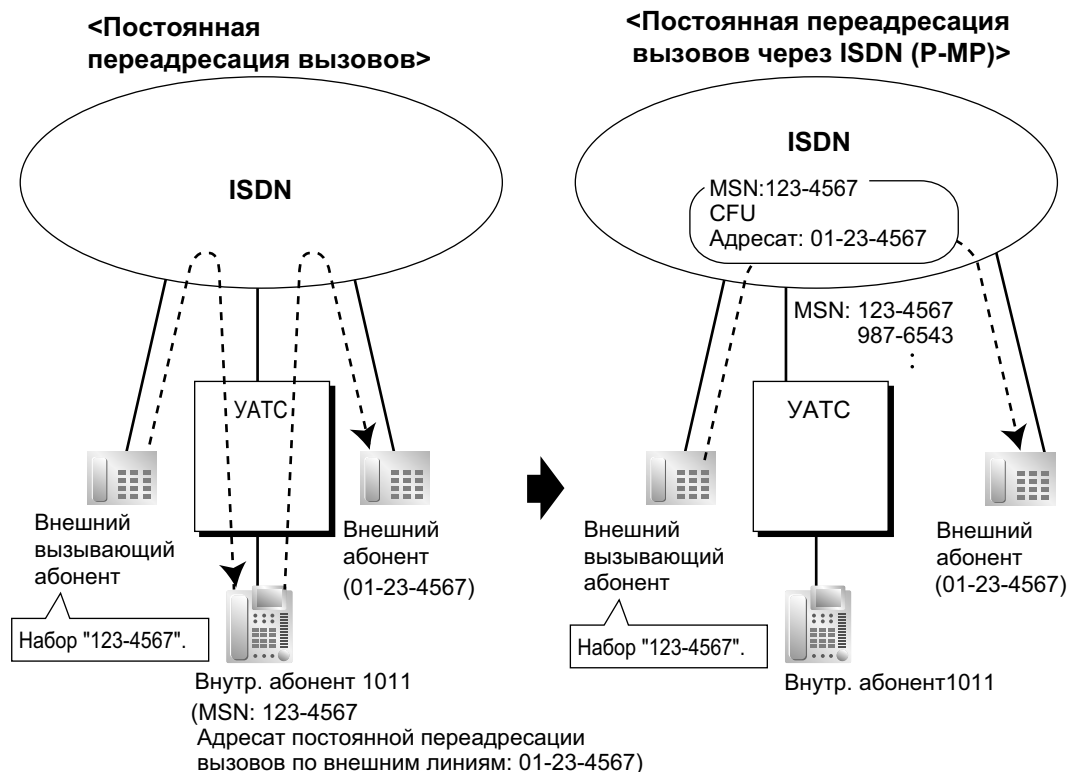 <Постоянная
переадресация вызовов>
ISDN
УАТС
Внешний
вызывающий
абонент
Набор "123-4567".
Внешний
абонент
(01-23-4567)
Внутр. абонент 1011
(MSN: 123-4567
Адресат постоянной переадресации
вызовов по внешним линиям: 01-23-4567)
<Постоянная переадресация
вызовов через ISDN (P-MP)>
ISDN
MSN:123-4567
CFU
Адресат: 01-23-4567
MSN: 123-4567
987-6543
:
УАТС
Внешний
вызывающий
абонент
Набор "123-4567".
Внешний
абонент
(01-23-4567)
Внутр. абонент1011